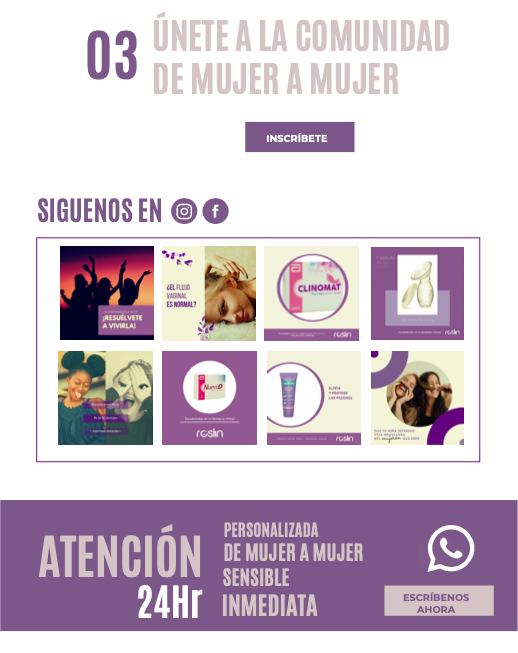 03
ÚNETE A LA COMUNIDAD
DE MUJER A MUJER
INSCRÍBETE
SIGUENOS EN
¡RESUÉLVETE
A VIVIRLA!
¿EL FLUJO
VAGINAL
ES NORMAL?
CLINOMAT
roslin
roslin
roslin
ALIVIA
Y PROTEGE
LOS PEZONES
roslin
ATENCIÓN
24Hr
PERSONALIZADA
DE MUJER A MUJER
SENSIBLE
INMEDIATA
ESCRÍBENOS
AHORA